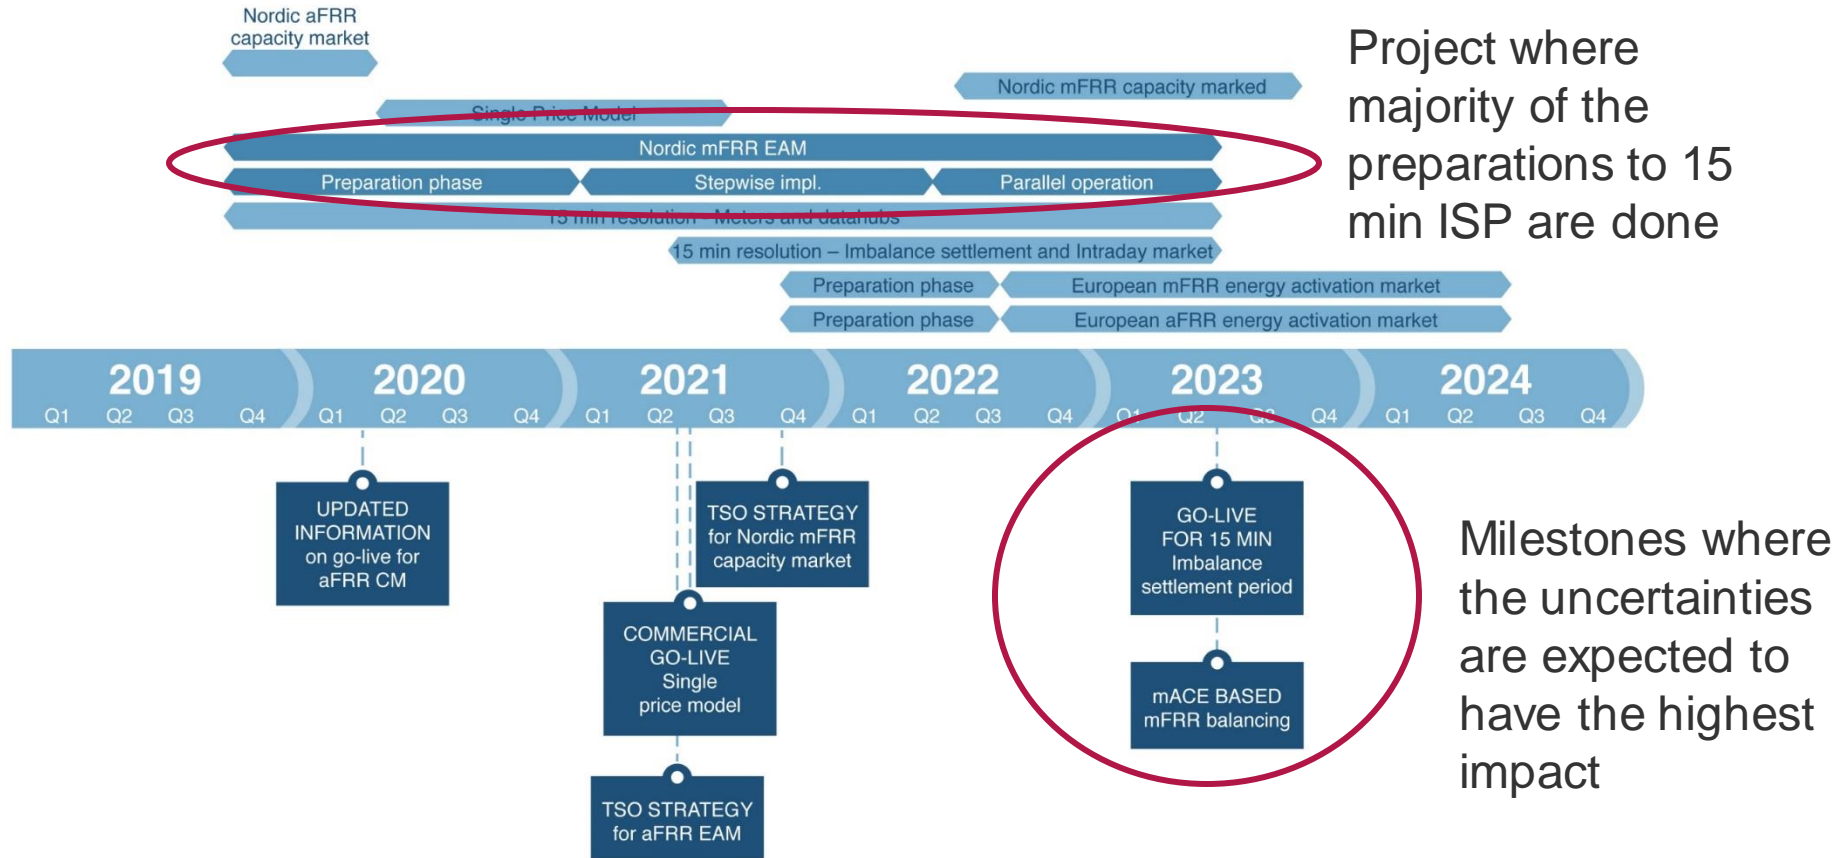 Nordic aFRR
capacity market
Project where
majority of the
preparations to 15
min ISP are done
Nordic mFRR capacity marked
Single Price Model
Nordic mFRR EAM
Preparation phase
Stepwise impl.
Parallel operation
15 min resolution - Meters and datahubs
15 min resolution – Imbalance settlement and Intraday market
Preparation phase
European mFRR energy activation market
Preparation phase
European aFRR energy activation market
2019 2020 2021 2022 2023 2024
Q1 Q2 Q3 Q4 Q1 Q2 Q3 Q4 Q1 Q2 Q3 Q4 Q1 Q2 Q3 Q4 Q1 Q2 Q3 Q4 Q1 Q2 Q3 Q4
UPDATED
INFORMATION
on go-live for
aFRR CM
TSO STRATEGY
for Nordic mFRR
capacity market
COMMERCIAL
GO-LIVE
Single
price model
TSO STRATEGY
for aFRR EAM
GO-LIVE
FOR 15 MIN
Imbalance
settlement period
mACE BASED
mFRR balancing
Milestones where
the uncertainties
are expected to
have the highest
impact